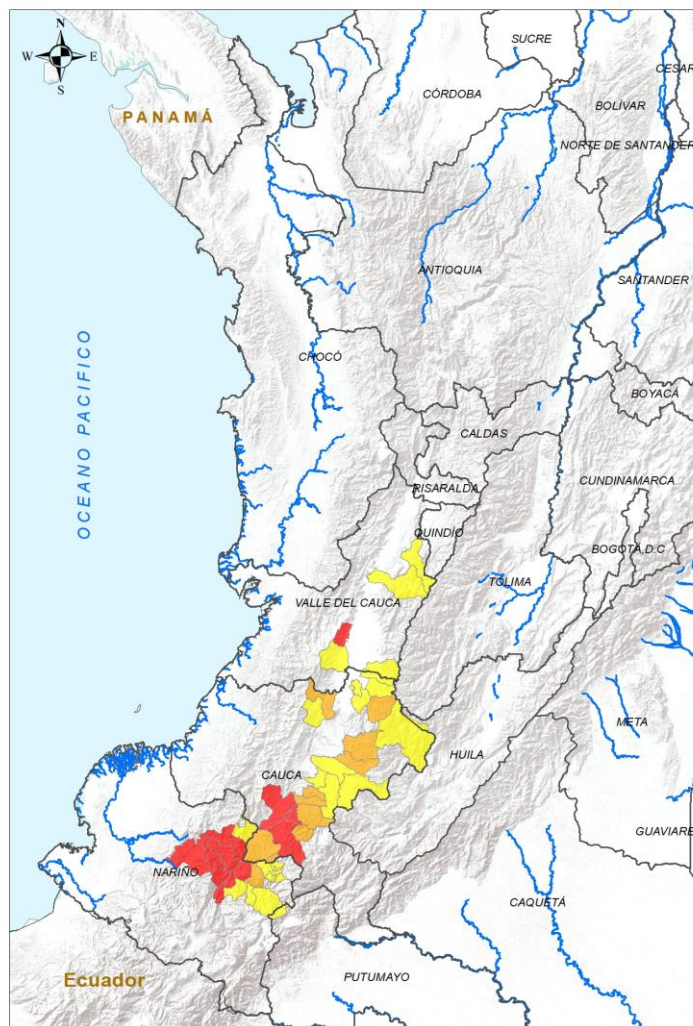 N
W E
S
SUCRE
CESAR
CÓRDOBA
BOLÍVAR
PANAMÁ
NORTE DE SANTANDER
ANTIOQUIA
SANTANDER
OCEANO PACIFICO
CHOCÓ
BOYACÁ
CALDAS
CUNDINAMARCA
RISARALDA
QUINDÍO
BOGOTÁ,D.C
TOLIMA
VALLE DEL CAUCA
META
HUILA
CAUCA
GUAVIARE
NARIÑO
CAQUETÁ
Ecuador
PUTUMAYO